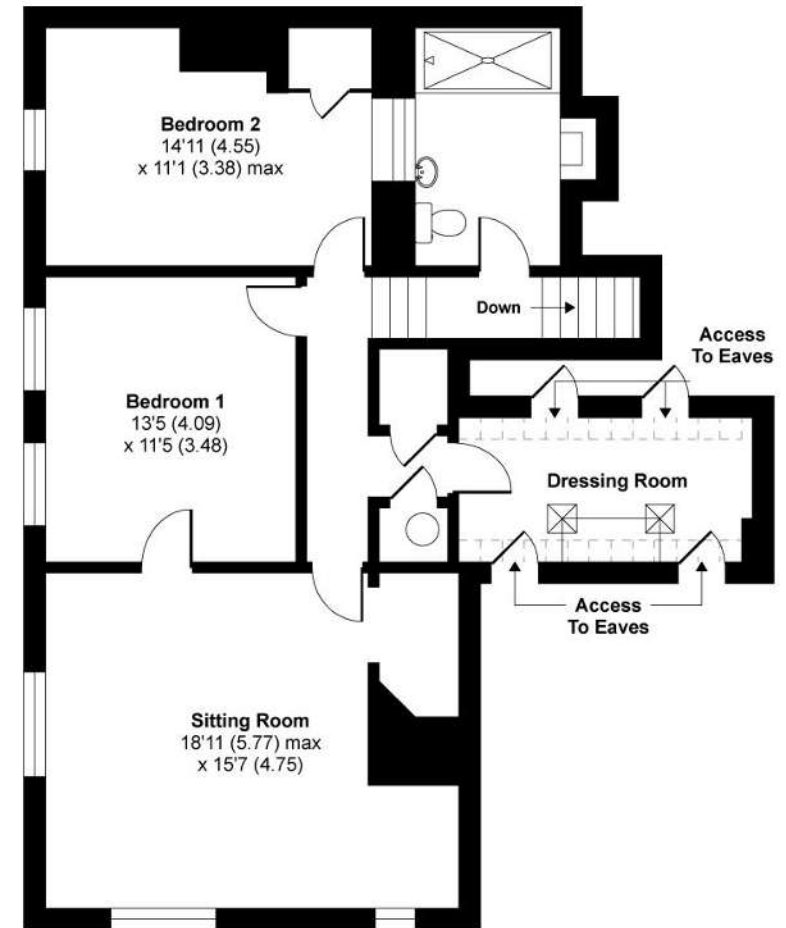 Bedroom 2
14'11 (4.55)
x 11'1 (3.38) max
Down
Access
To Eaves
Bedroom 1
13'5 (4.09)
x 11'5 (3.48)
Dressing Room
Access
To Eaves
Sitting Room
18'11 (5.77) max
x 15'7 (4.75)